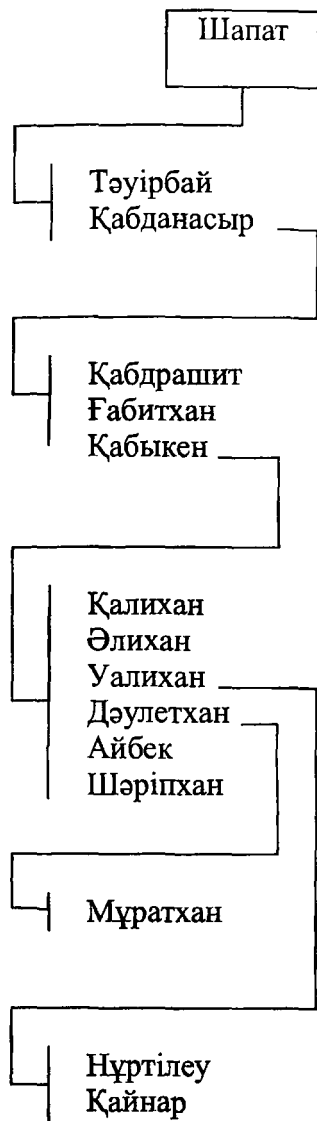 Шапат
Тәуірбай
Қабданасыр
Қабдрашит
Ғабитхан
Қабыкен
Қалихан
Әлихан
Уалихан
Дәулетхан
Айбек
Шәріпхан
Мұратхан
Нұртілеу
Қайнар